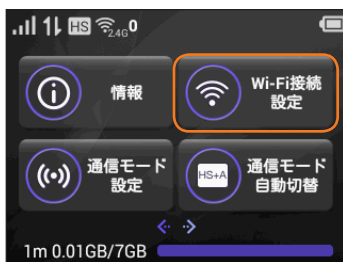 HS 2.4G 0
情報
Wi-Fi接続
設定
通信モード
設定
HS+A
通信モード
自動切替
1m 0.01GB/7GB